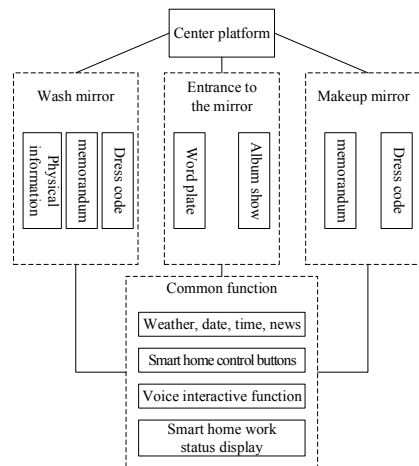 Center platform
Wash mirror
Physical
information
memorandum
Dress code
Entrance to
the mirror
Word plate
Album show
Makeup mirror
memorandum
Dress code
Common function
Weather, date, time, news
Smart home control buttons
Voice interactive function
Smart home work
status display